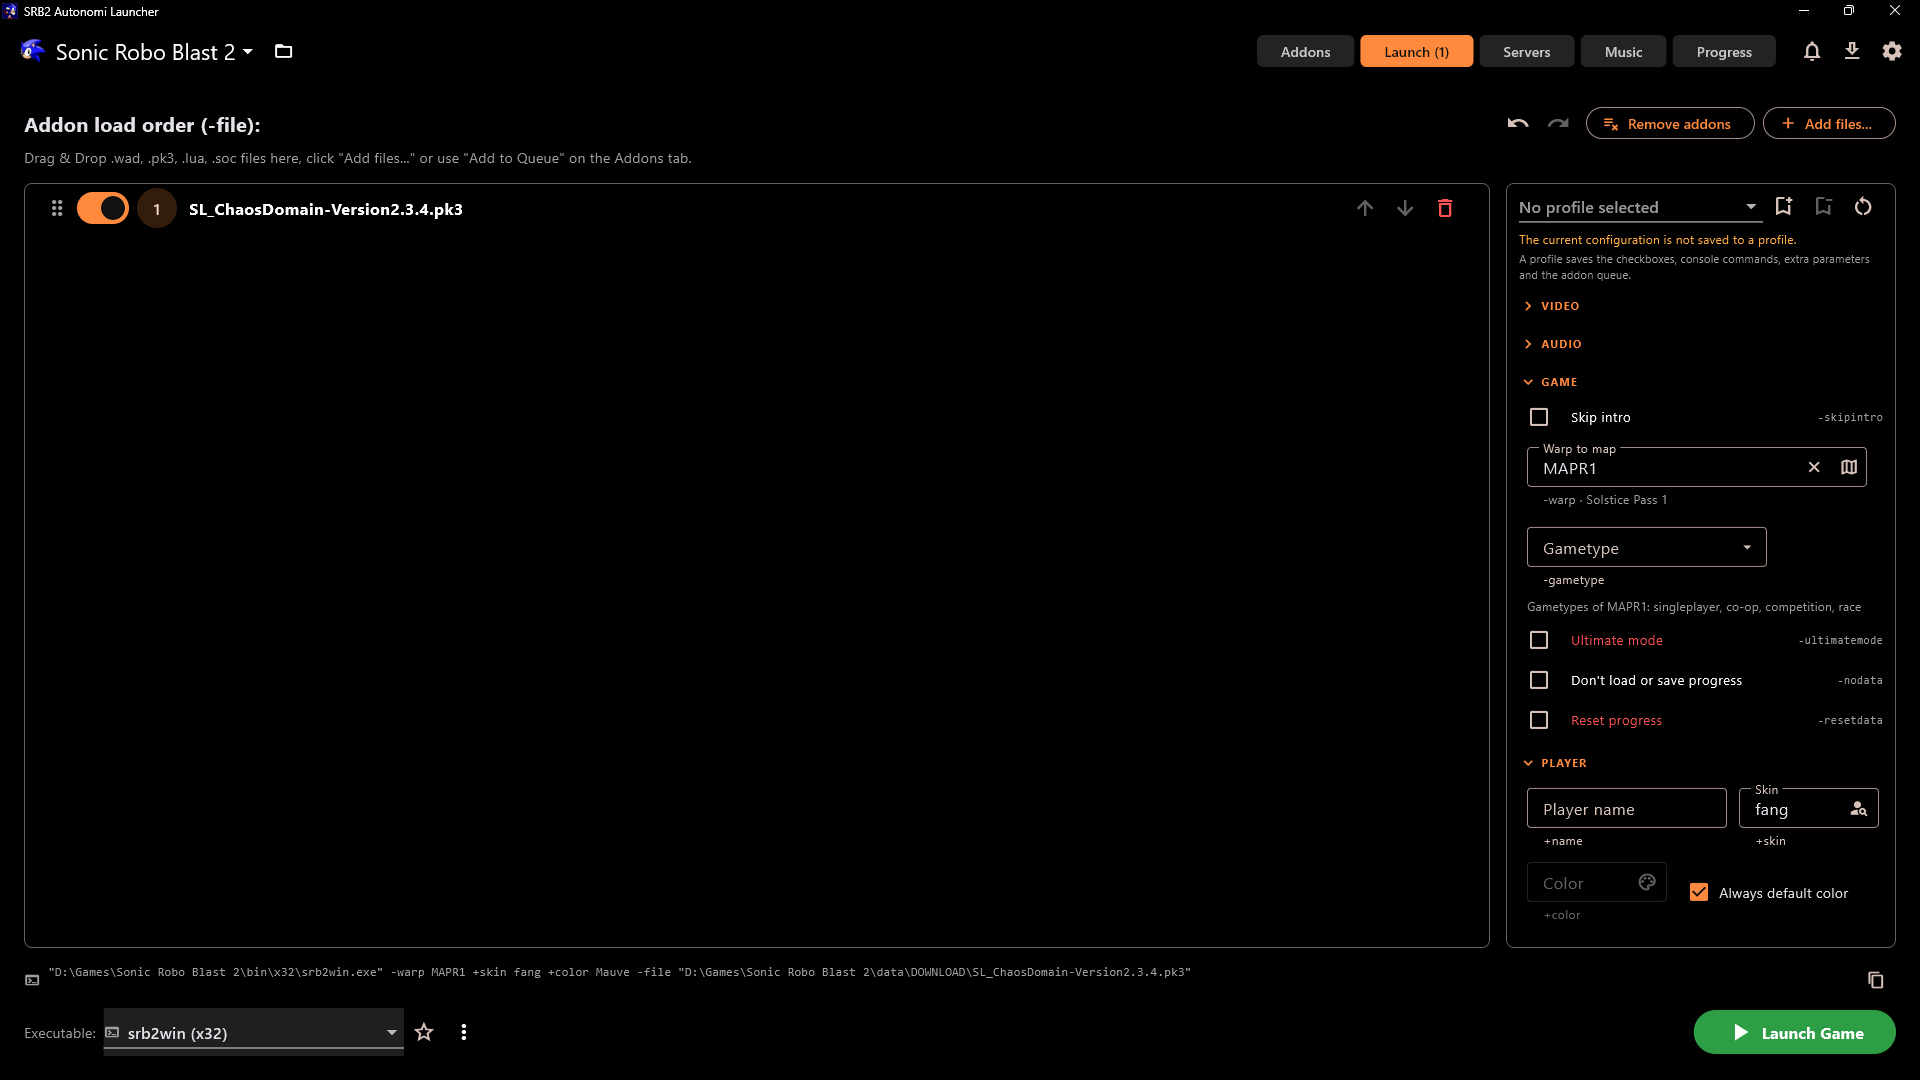 SRB2 Autonomi Launcher
Sonic Robo Blast 2
Addons
Launch (1)
Servers
Music
Progress
Addon load order (-file):
Remove addons
Add files...
Drag & Drop .wad, .pk3, .lua, .soc files here, click "Add files..." or use "Add to Queue" on the Addons tab.
1
SL_ChaosDomain-Version2.3.4.pk3
No profile selected
The current configuration is not saved to a profile.
A profile saves the checkboxes, console commands, extra parameters
and the addon queue.
VIDEO
AUDIO
GAME
Skip intro
-skipintro
Warp to map
MAPR1
-warp · Solstice Pass 1
Gametype
-gametype
Gametypes of MAPR1: singleplayer, co-op, competition, race
Ultimate mode
-ultimatemode
Don't load or save progress
-nodata
Reset progress
-resetdata
PLAYER
Player name
Skin
fang
+name
+skin
Color
Always default color
+color
"D:\Games\Sonic Robo Blast 2\bin\x32\srb2win.exe" -warp MAPR1 +skin fang +color Mauve -file "D:\Games\Sonic Robo Blast 2\data\DOWNLOAD\SL_ChaosDomain-Version2.3.4.pk3"
Executable:
srb2win (x32)
Launch Game